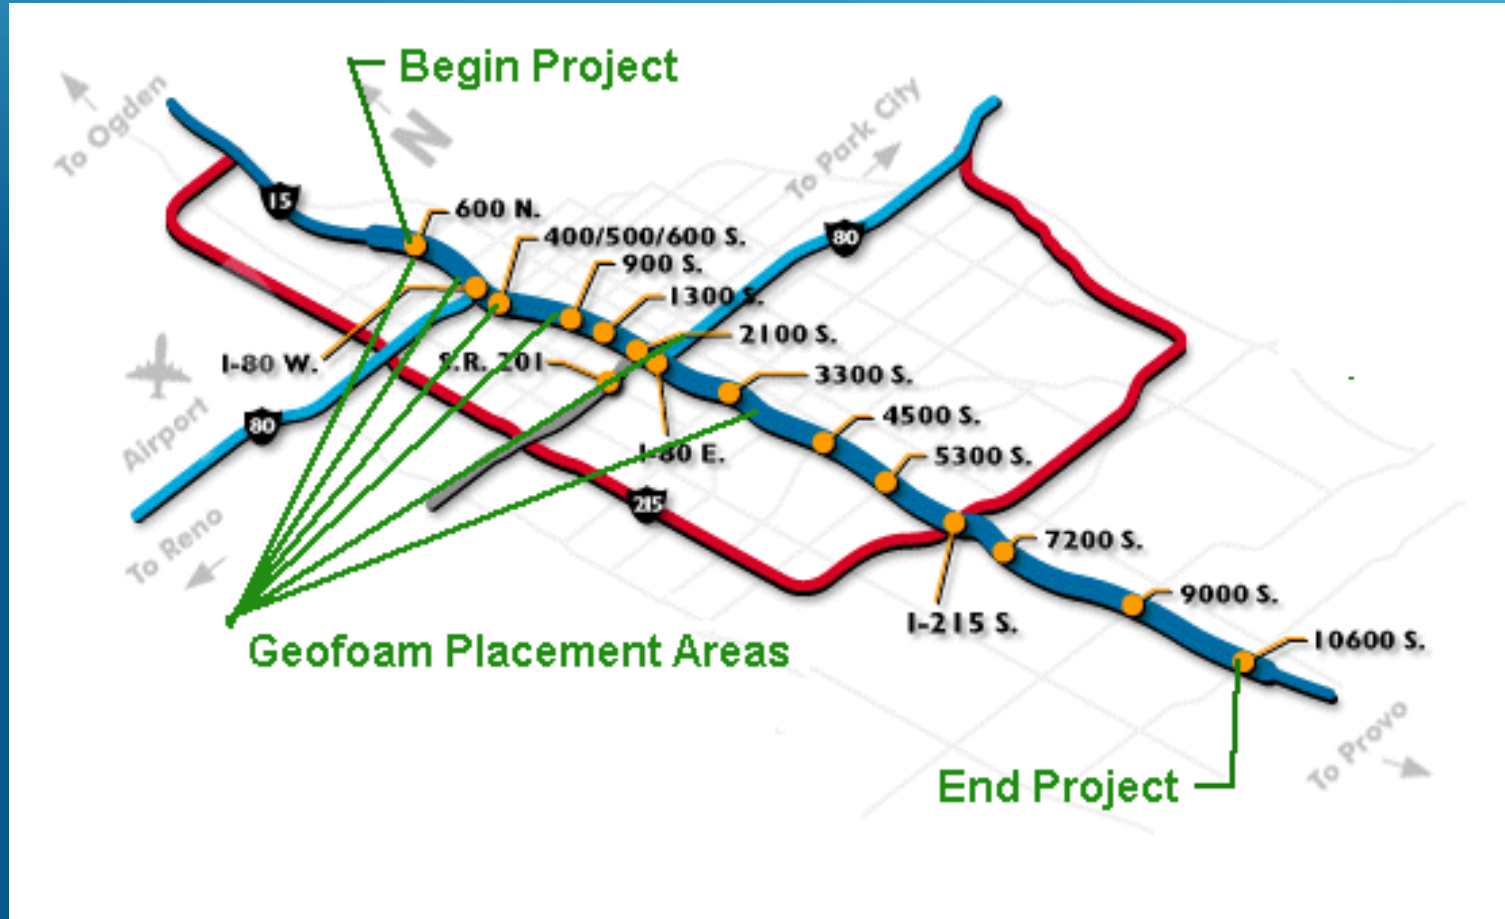 Begin Project
To Ogden
N
To Park City
15
600 N.
400/500/600 S.
80
900 S.
1300 S.
2100 S.
I-80 W.
S.R. 201
3300 S.
80
Airport
4500 S.
I-80 E.
5300 S.
215
To Reno
7200 S.
9000 S.
I-215 S.
10600 S.
Geofoam Placement Areas
To Provo
End Project